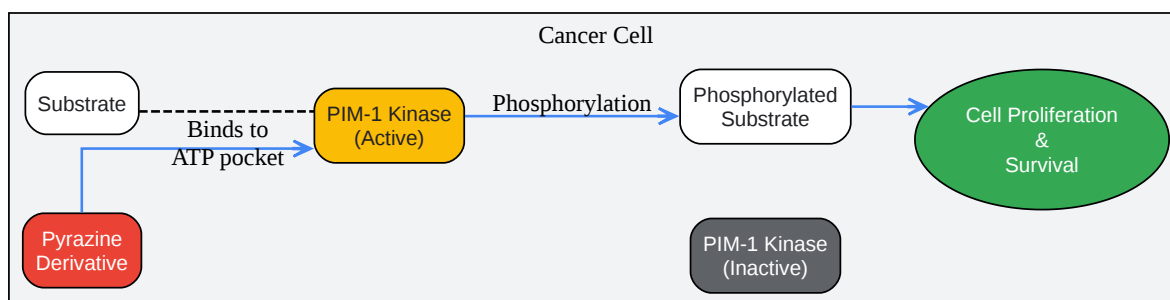 Cancer Cell
Substrate
Binds to
ATP pocket
PIM-1 Kinase
(Active)
Phosphorylation
Phosphorylated
Substrate
Cell Proliferation
&
Survival
Pyrazine
Derivative
PIM-1 Kinase
(Inactive)